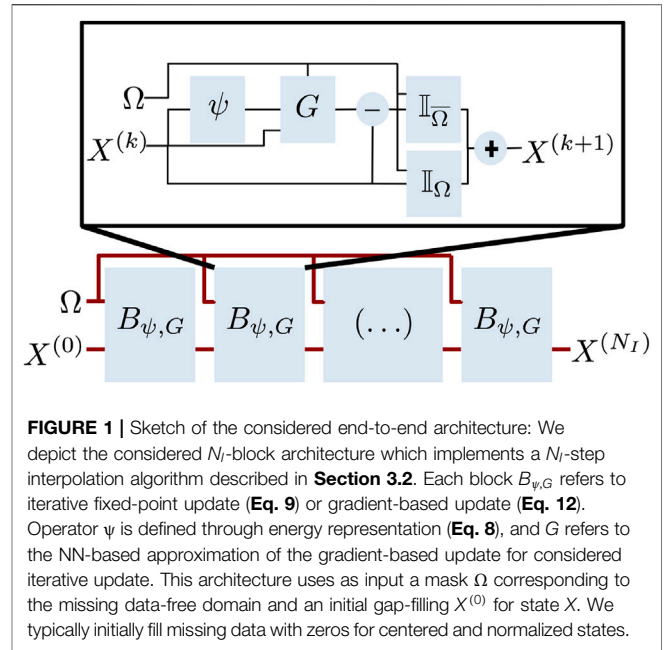 Ω
ψ
G
−
𝕀_Ω̅
X^(k)
+
X^(k+1)
𝕀_Ω
Ω
B_ψ,G
B_ψ,G
(...)
B_ψ,G
X^(0)
X^(N_I)
FIGURE 1 | Sketch of the considered end-to-end architecture: We
depict the considered N_I-block architecture which implements a N_I-step
interpolation algorithm described in Section 3.2. Each block B_ψ,G refers to
iterative fixed-point update (Eq. 9) or gradient-based update (Eq. 12).
Operator ψ is defined through energy representation (Eq. 8), and G refers to
the NN-based approximation of the gradient-based update for considered
iterative update. This architecture uses as input a mask Ω corresponding to
the missing data-free domain and an initial gap-filling X^(0) for state X. We
typically initially fill missing data with zeros for centered and normalized states.